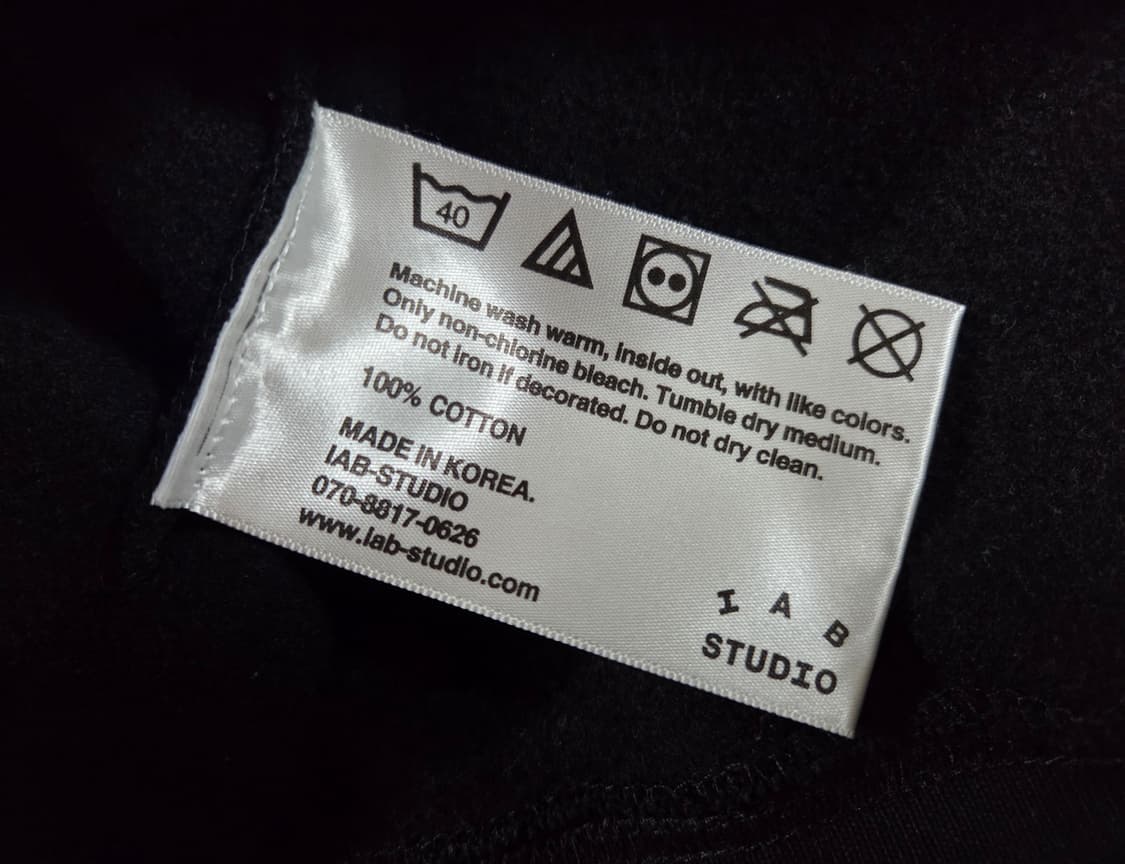 40
Machine wash warm, inside out, with like colors.
Only non-chlorine bleach. Tumble dry medium.
Do not iron if decorated. Do not dry clean.
100% COTTON
MADE IN KOREA.
IAB-STUDIO
070-8817-0626
www.iab-studio.com
I A B
STUDIO